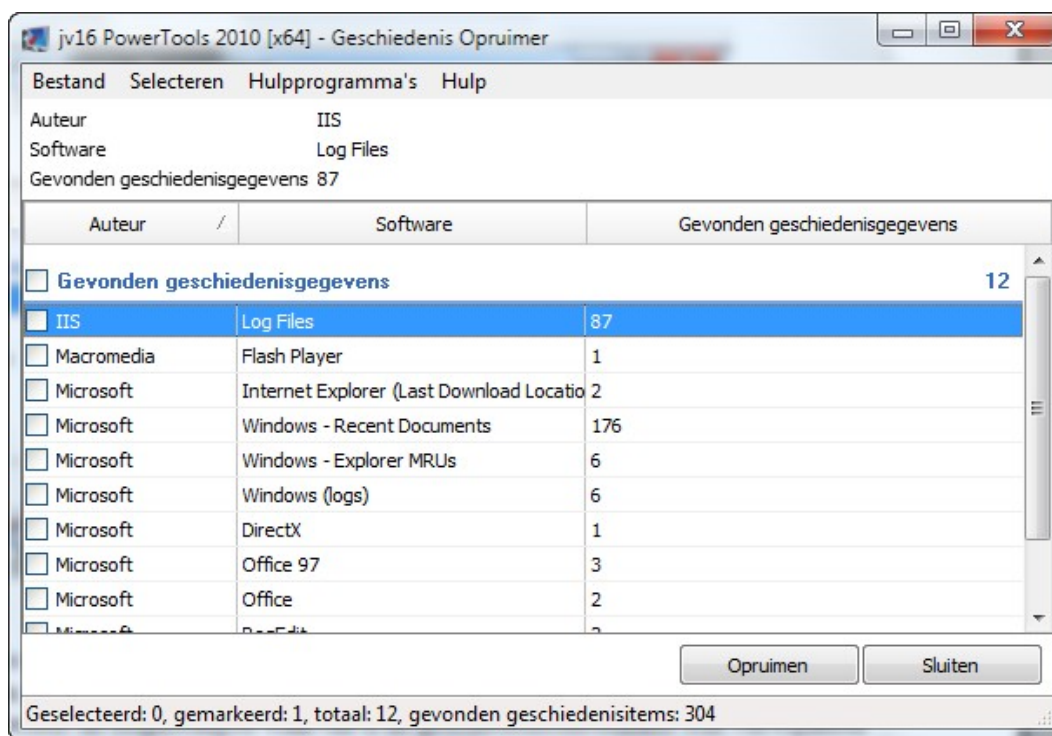 jv16 PowerTools 2010 [x64] - Geschiedenis Opruimer
Bestand Selecteren Hulpprogramma's Hulp
Auteur IIS
Software Log Files
Gevonden geschiedenisgegevens 87
Auteur Software Gevonden geschiedenisgegevens
Gevonden geschiedenisgegevens 12
IIS Log Files 87
Macromedia Flash Player 1
Microsoft Internet Explorer (Last Download Locatio 2
Microsoft Windows - Recent Documents 176
Microsoft Windows - Explorer MRUs 6
Microsoft Windows (logs) 6
Microsoft DirectX 1
Microsoft Office 97 3
Microsoft Office 2
Microsoft RegEdit
Opruimen Sluiten
Geselecteerd: 0, gemarkeerd: 1, totaal: 12, gevonden geschiedenisitems: 304